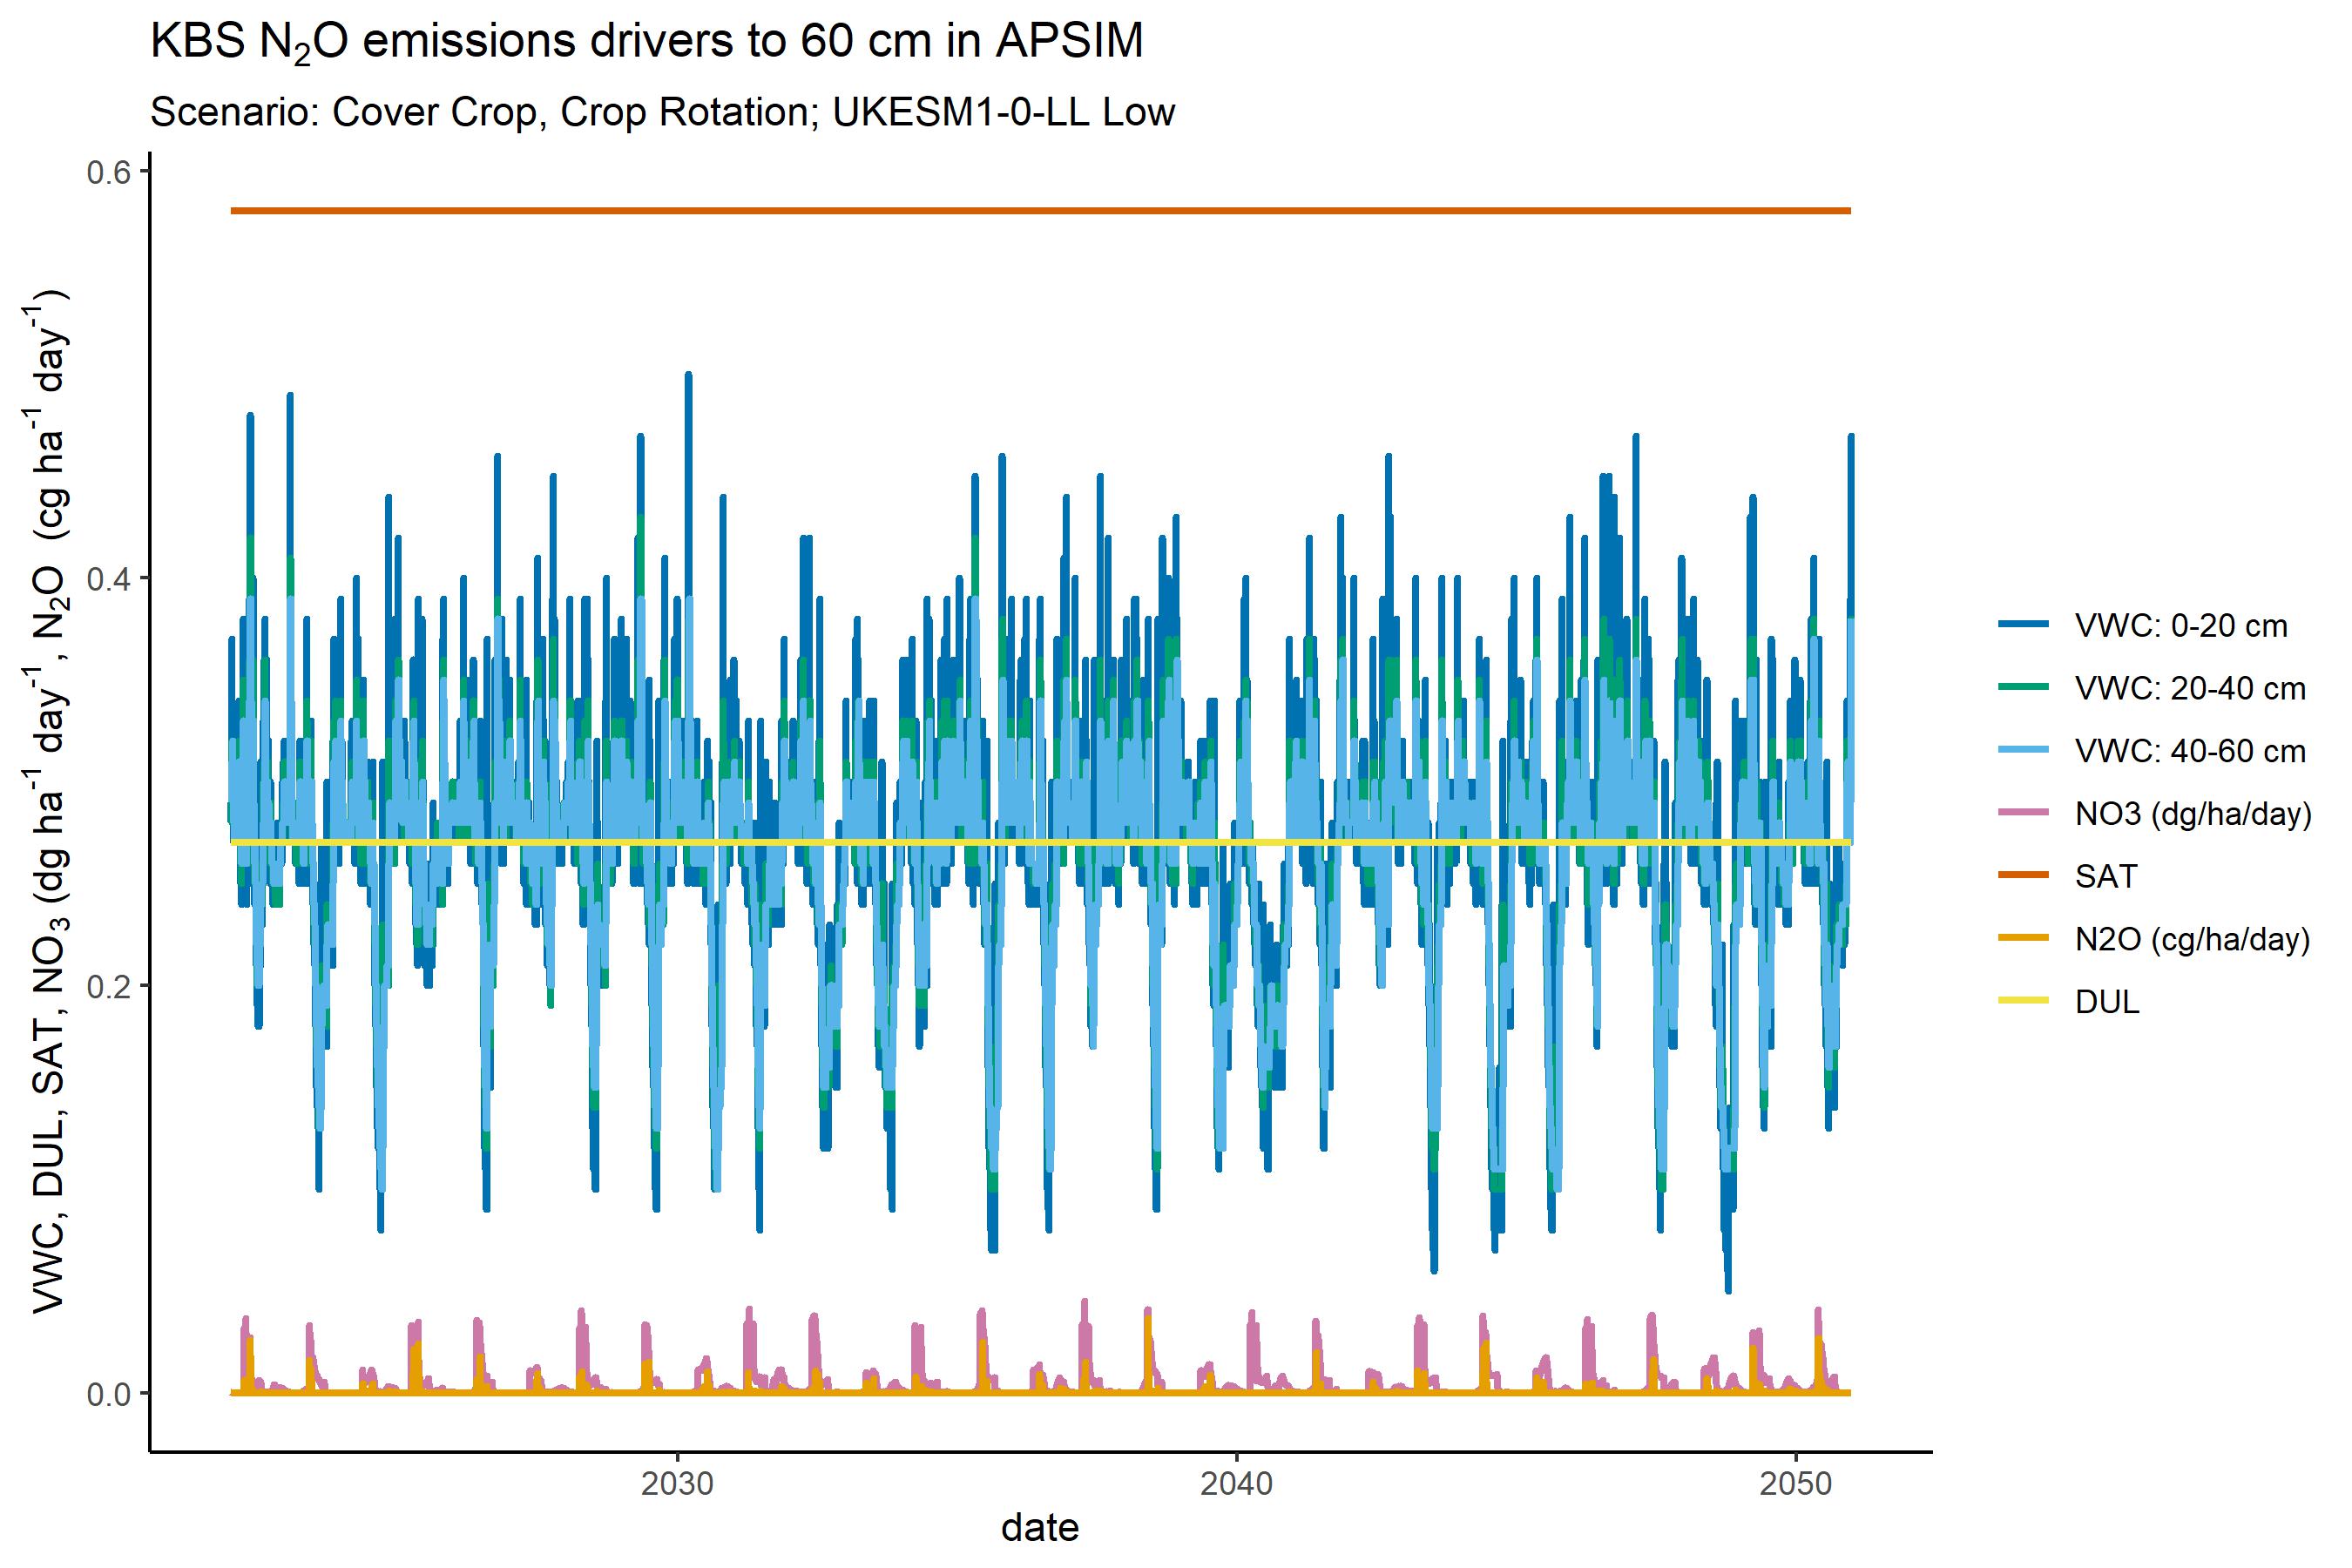 KBS N₂O emissions drivers to 60 cm in APSIM
Scenario: Cover Crop, Crop Rotation; UKESM1-0-LL Low
VWC, DUL, SAT, NO₃ (dg ha⁻¹ day⁻¹, N₂O (cg ha⁻¹ day⁻¹)
0.6
0.4
0.2
0.0
2030
2040
2050
date
VWC: 0-20 cm
VWC: 20-40 cm
VWC: 40-60 cm
NO3 (dg/ha/day)
SAT
N2O (cg/ha/day)
DUL